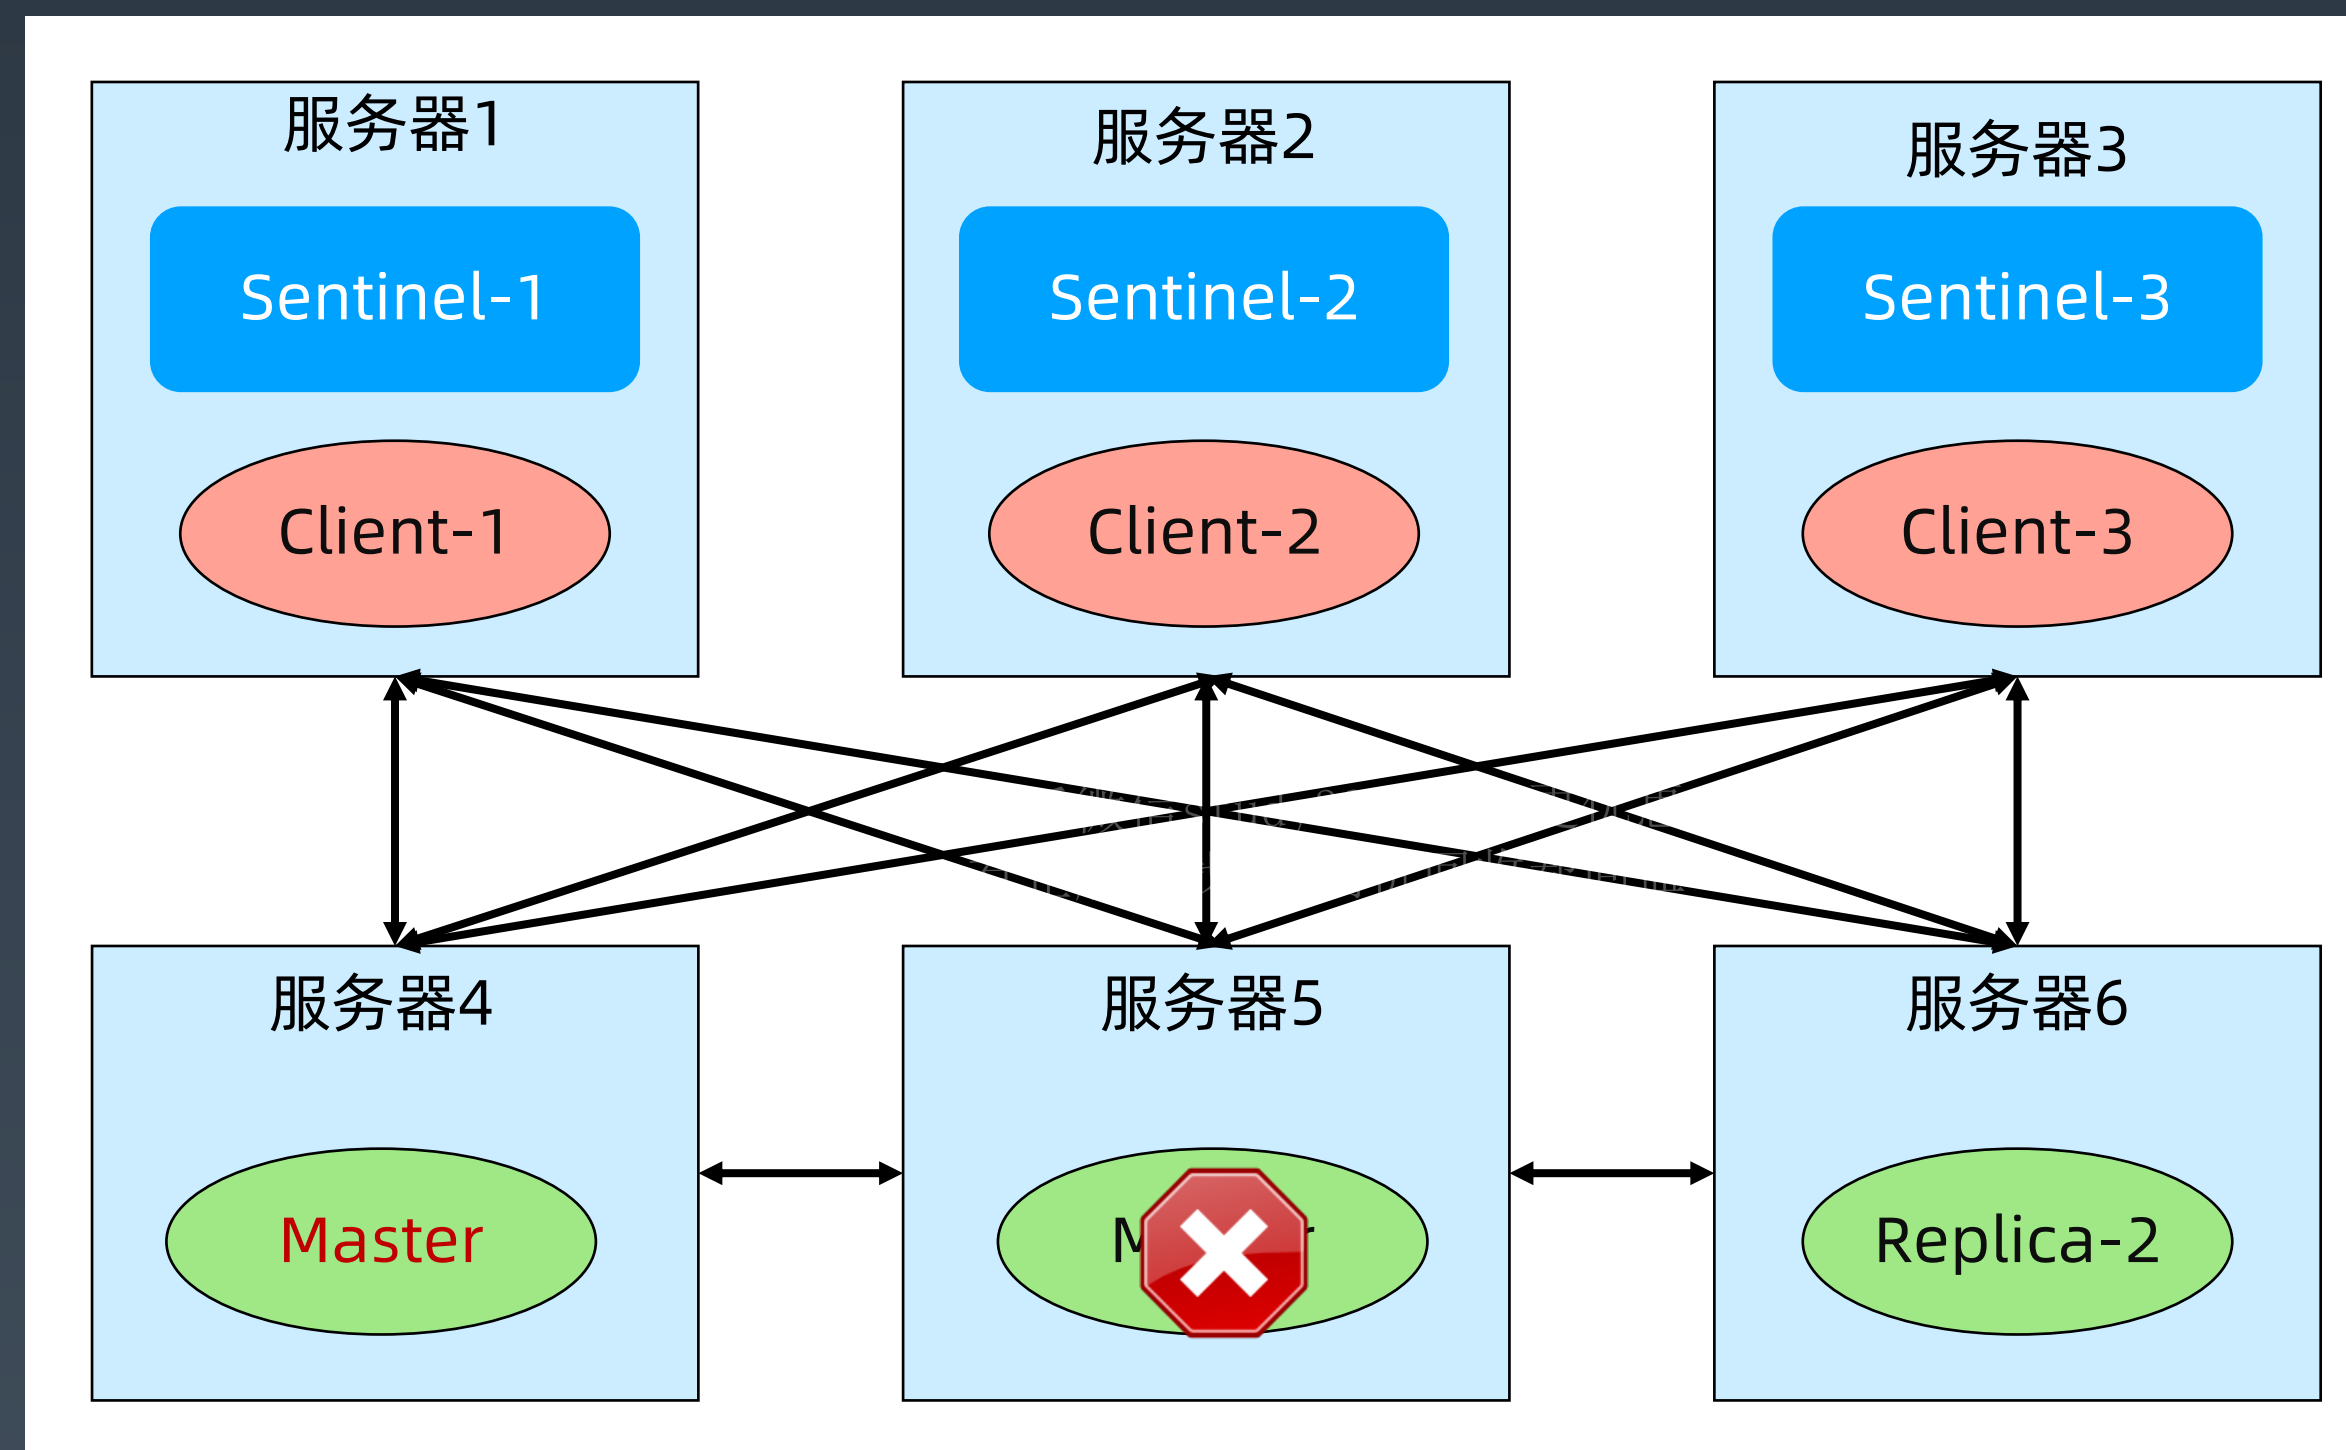 服务器1
服务器2
服务器3
Sentinel-1
Sentinel-2
Sentinel-3
Client-1
Client-2
Client-3
服务器4
服务器5
服务器6
Master
Replica-2